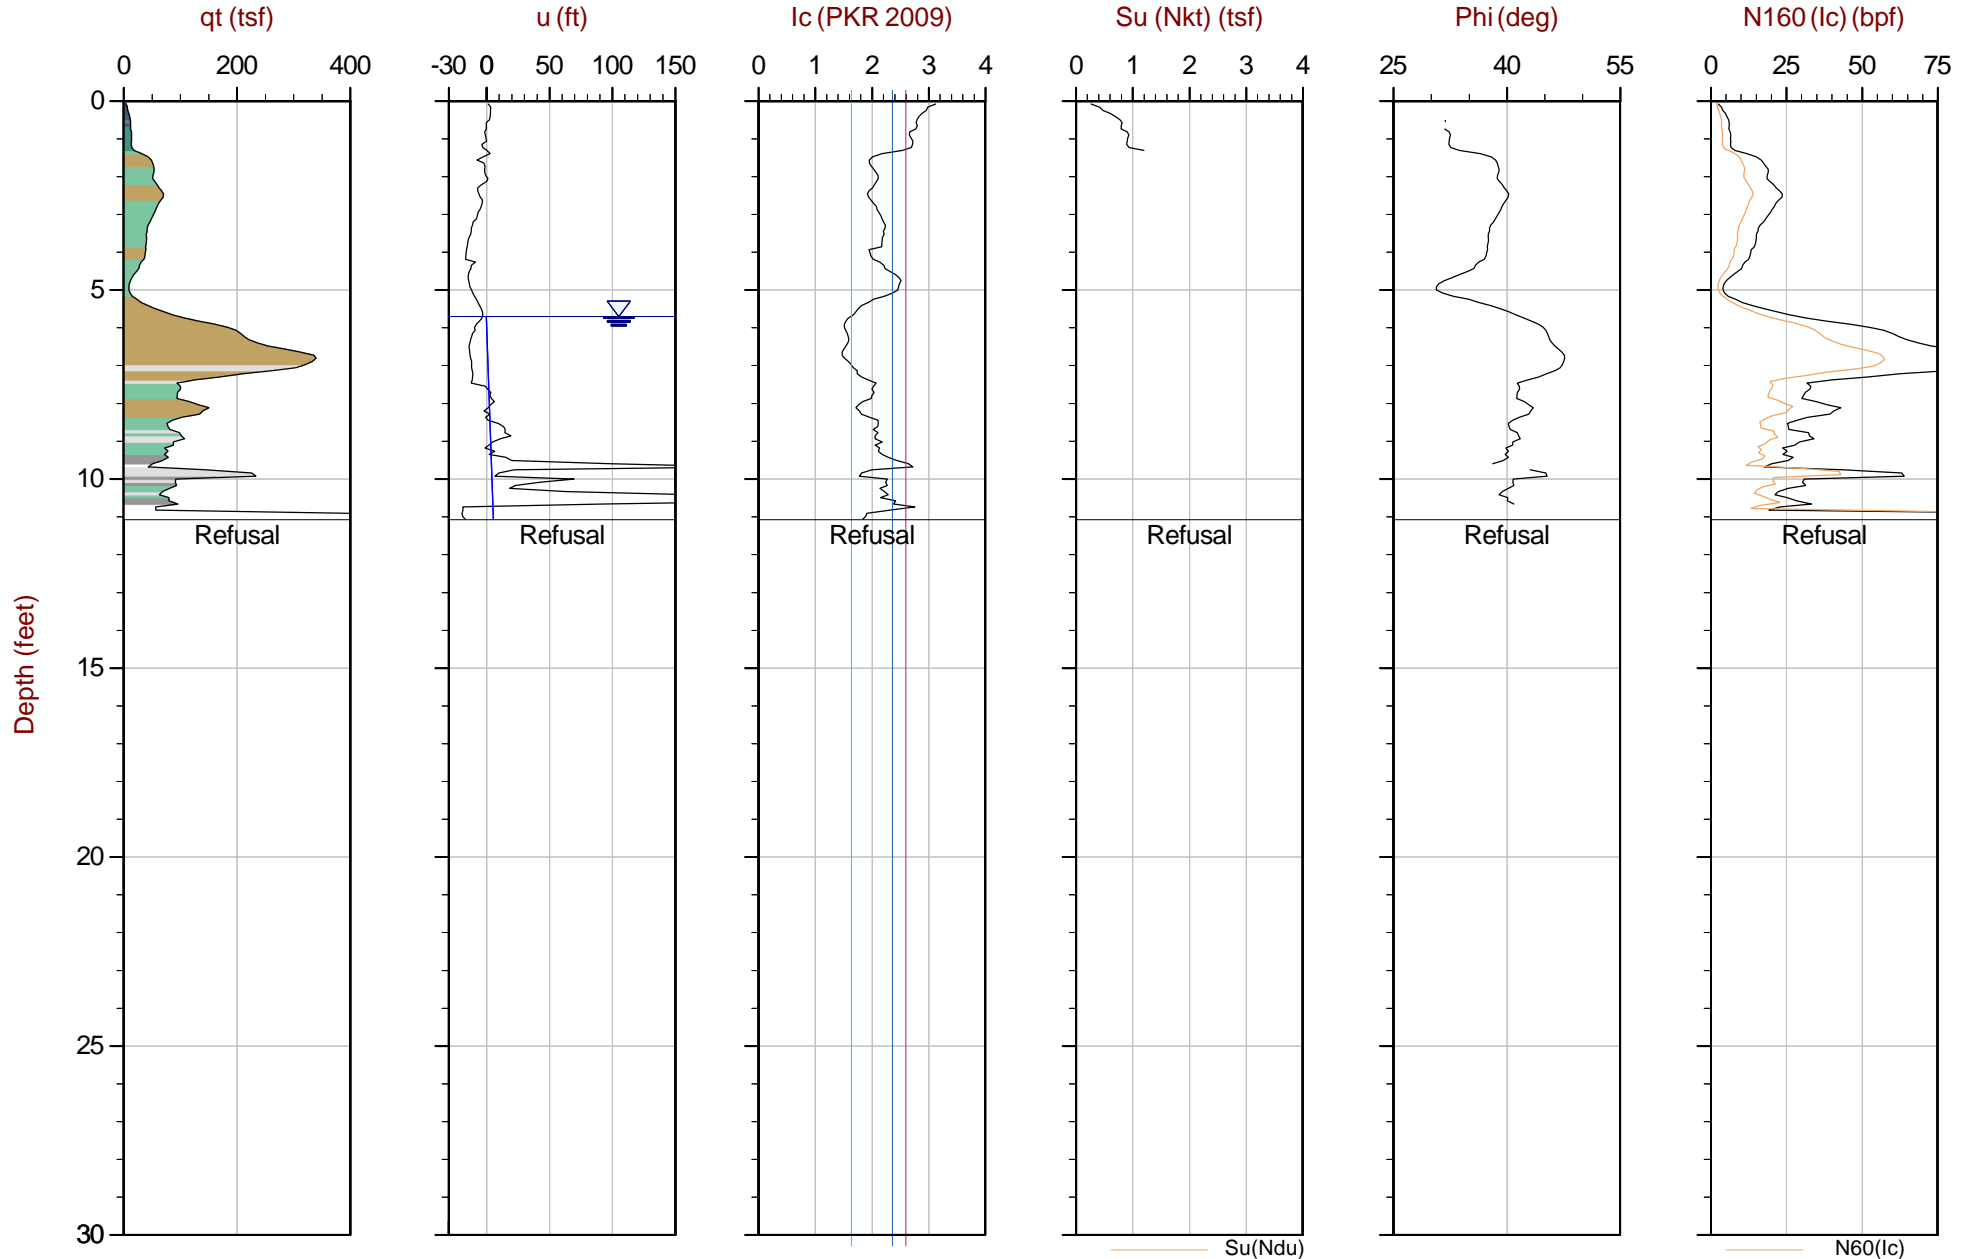 qt (tsf) u (ft) Ic (PKR 2009) Su (Nkt) (tsf) Phi (deg) N160 (Ic) (bpf)
0 200 400 -30 0 50 100 150 0 1 2 3 4 0 1 2 3 4 25 40 55 0 25 50 75
0
5
10
Refusal Refusal Refusal Refusal Refusal Refusal
Depth (feet)
15
20
25
30
Su(Ndu) N60(Ic)